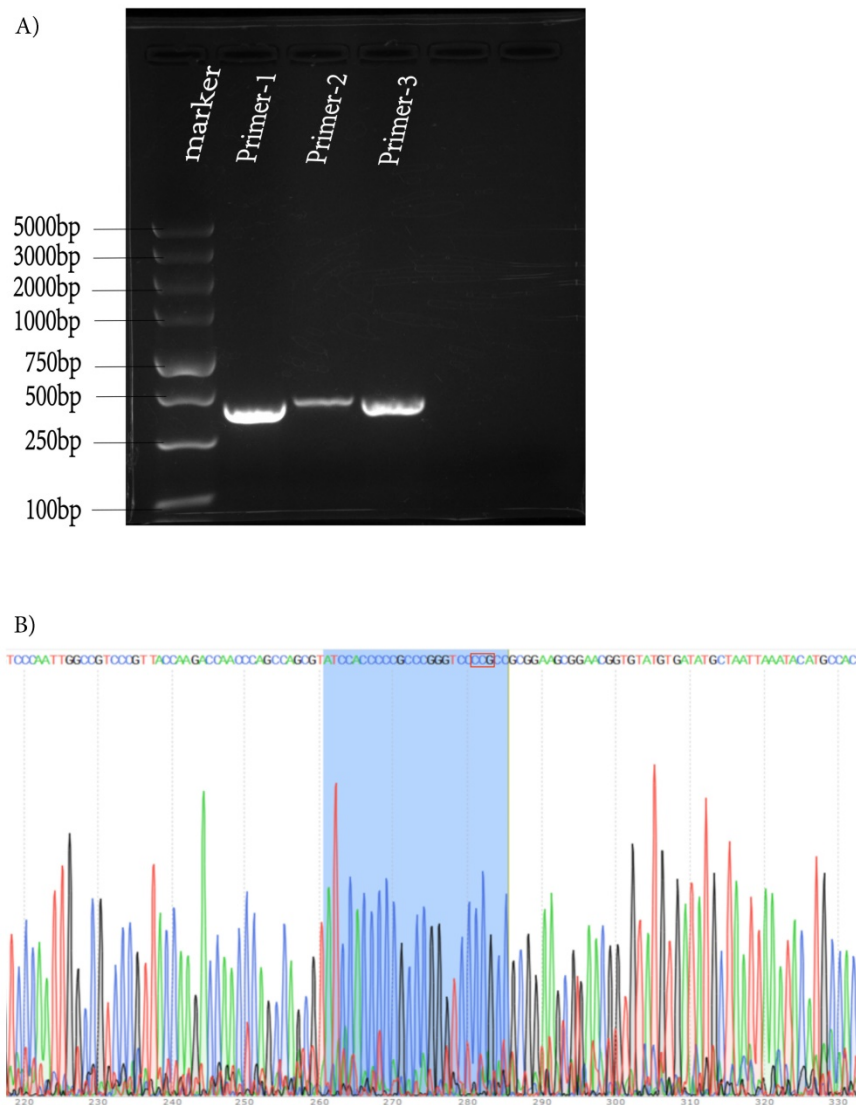 A)
marker
Primer-1
Primer-2
Primer-3
5000bp
3000bp
2000bp
1000bp
750bp
500bp
250bp
100bp
B)
TCCCAATTGGCCGTCCCGTTACCAAGACCAACCCAGCCAGCGTATCCACCCCCGCCCGGGTCCCCGCCGCGGAAGCGGAACGGTGTATGTGATATGCTAATTAAATACATGCCAC
220 230 240 250 260 270 280 290 300 310 320 330